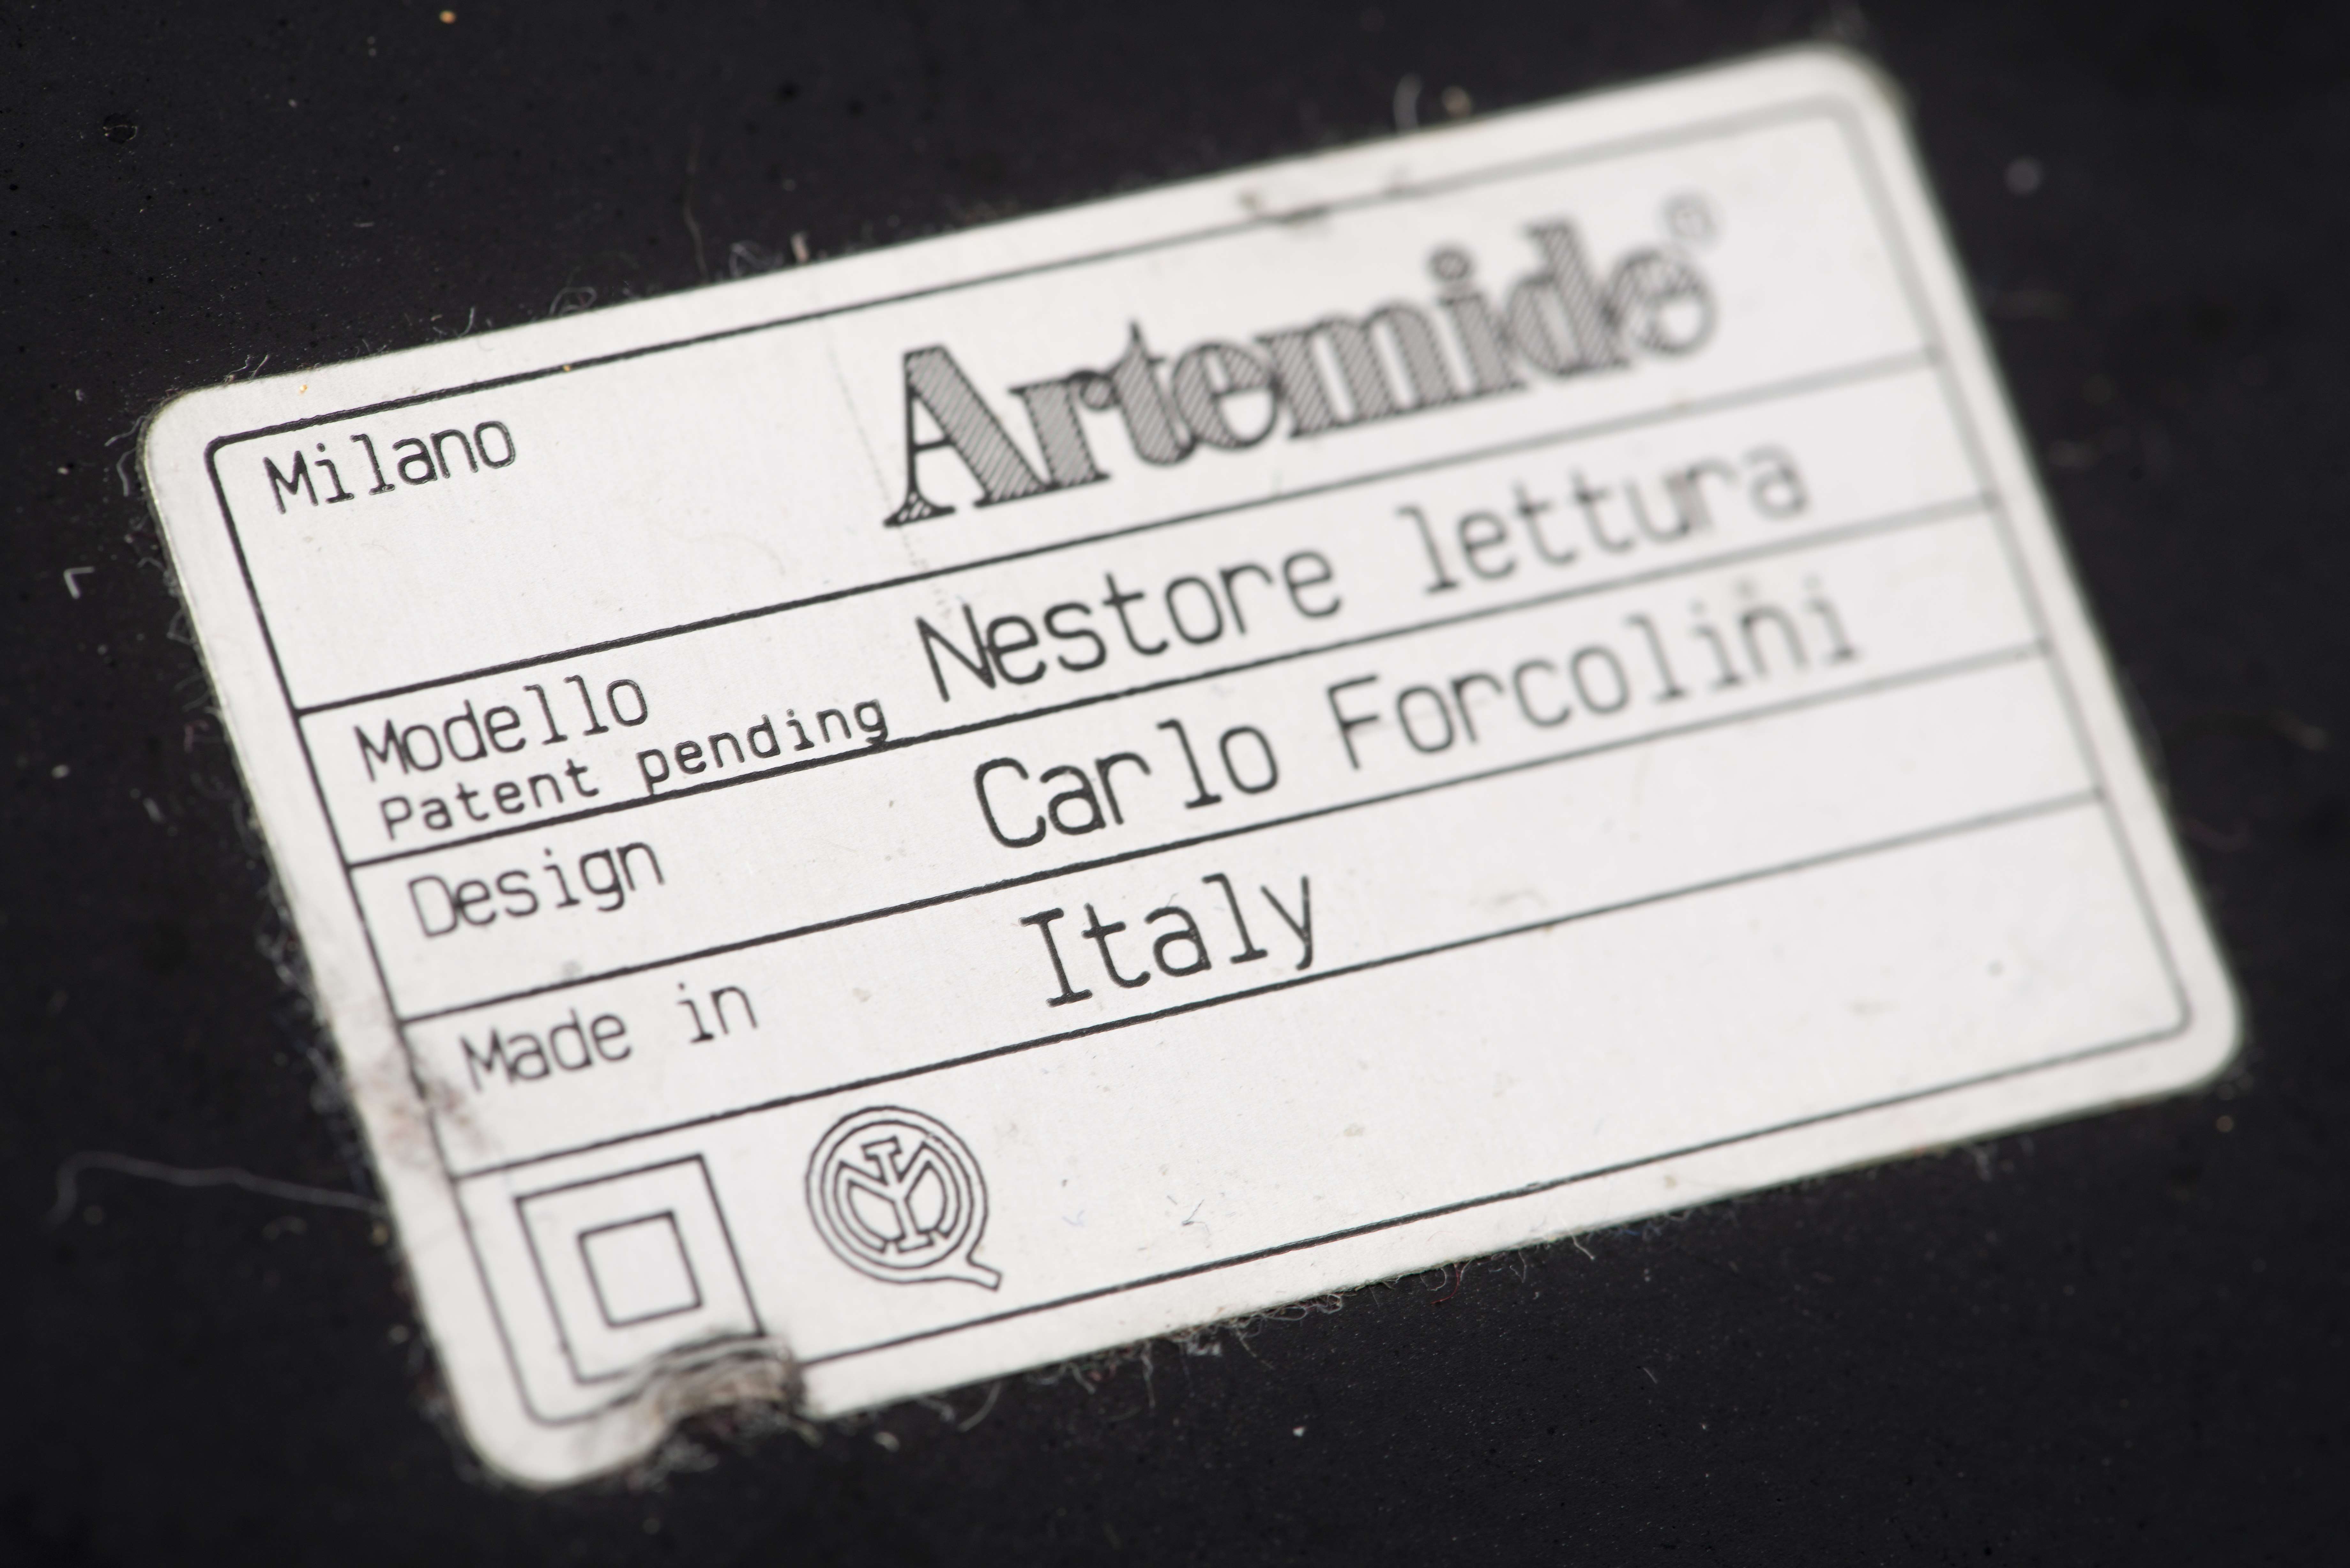 Milano Artemide®
Modello Nestore lettura
Patent pending
Design Carlo Forcolini
Made in Italy